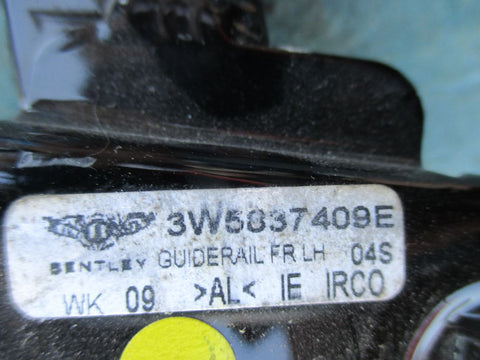 3W5837409E
BENTLEY GUIDERAIL FR LH 04S
WK 09 >AL< IE IRCO